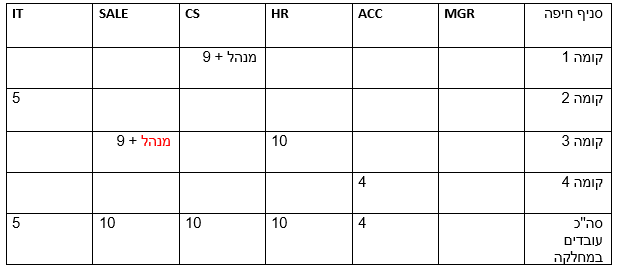 סניף חיפה MGR ACC HR CS SALE IT
קומה 1 מנהל + 9
קומה 2 5
קומה 3 10 מנהל + 9
קומה 4 4
סה"כ 4 10 10 10 5
עובדים
במחלקה